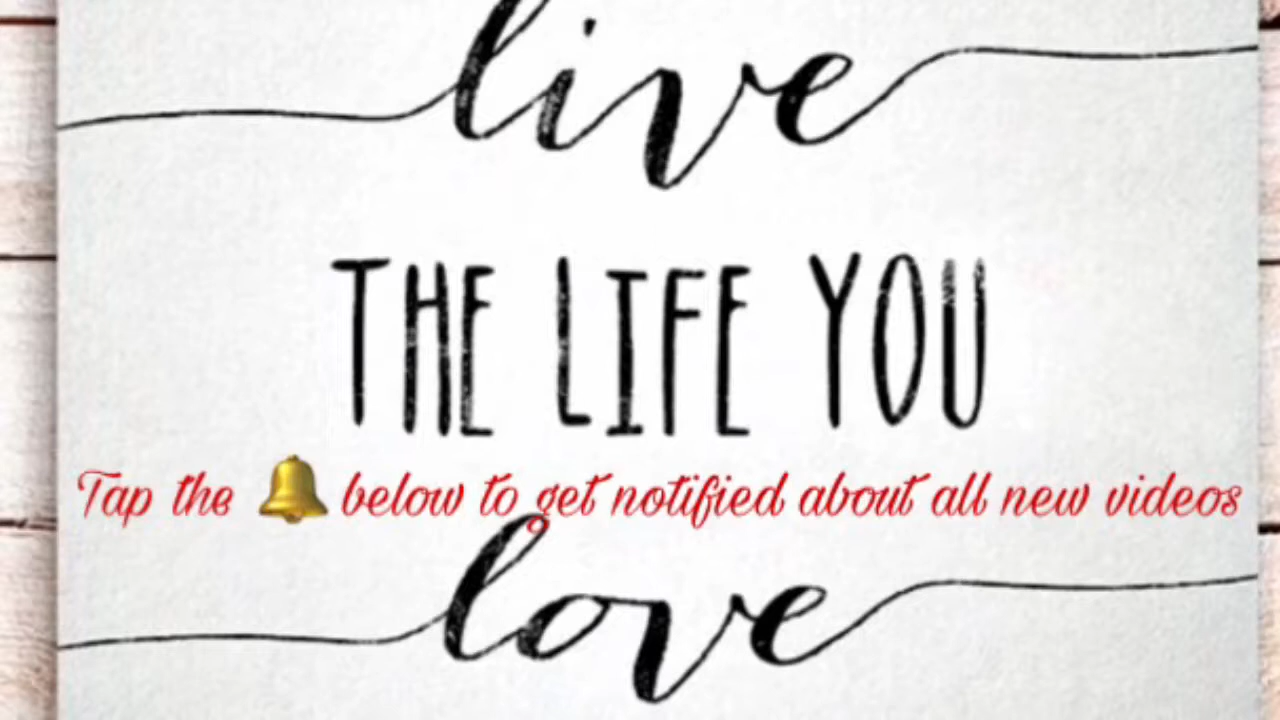 live
THE LIFE YOU
Tap the 🔔 below to get notified about all new videos
love